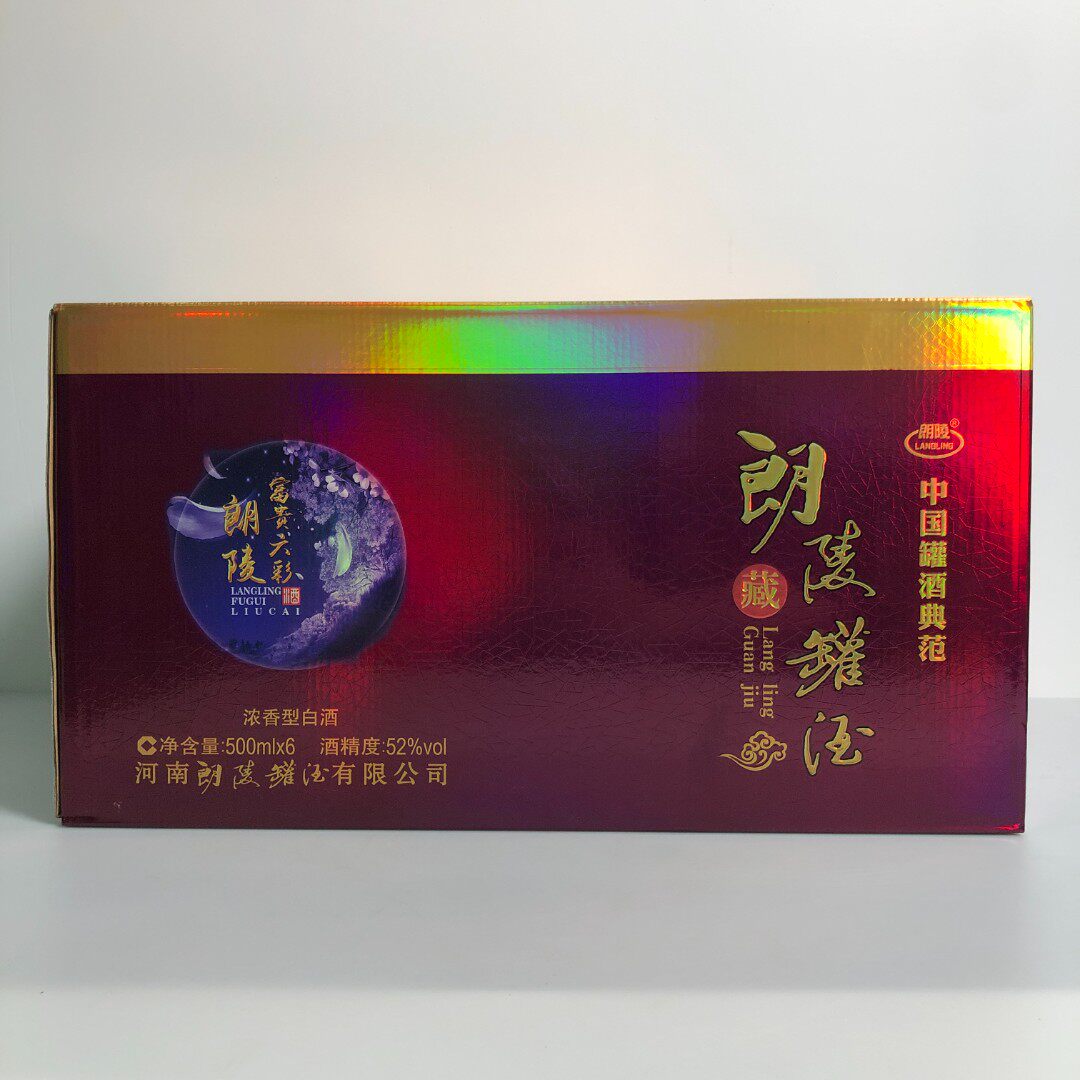 富贵六彩
朗陵
LANGLING
FUGUI
LIUCAI
酒
浓香型白酒
净含量:500mlx6 酒精度:52%vol
河南朗陵罐酒有限公司
朗陵罐酒
藏
Lang ling
Guan jiu
朗陵®
LANGLING
中国罐酒典范